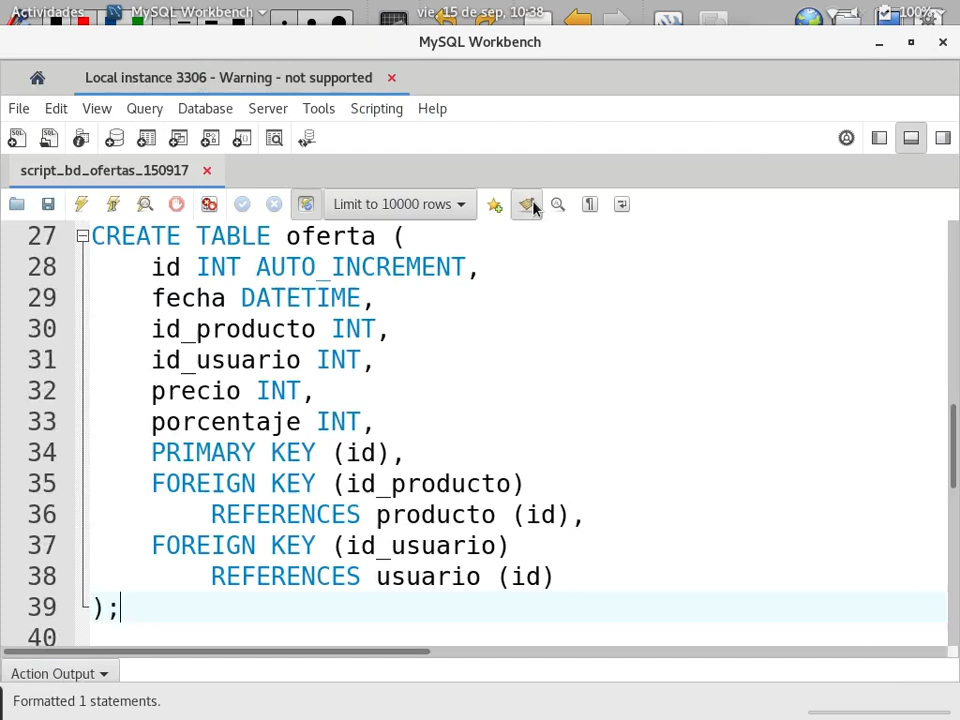 Actividades MySQL Workbench vie, 15 de sep, 10:38 100%
MySQL Workbench
Local instance 3306 - Warning - not supported
File Edit View Query Database Server Tools Scripting Help
script_bd_ofertas_150917
Limit to 10000 rows
27 CREATE TABLE oferta (
28 id INT AUTO_INCREMENT,
29 fecha DATETIME,
30 id_producto INT,
31 id_usuario INT,
32 precio INT,
33 porcentaje INT,
34 PRIMARY KEY (id),
35 FOREIGN KEY (id_producto)
36 REFERENCES producto (id),
37 FOREIGN KEY (id_usuario)
38 REFERENCES usuario (id)
39 );
40
Action Output
Formatted 1 statements.